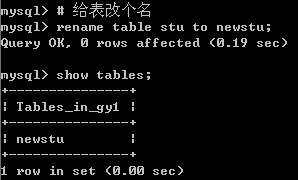 mysql> # 给表改个名
mysql> rename table stu to newstu;
Query OK, 0 rows affected (0.19 sec)
mysql> show tables;
+---------------+
| Tables_in_gy1 |
+---------------+
| newstu        |
+---------------+
1 row in set (0.00 sec)